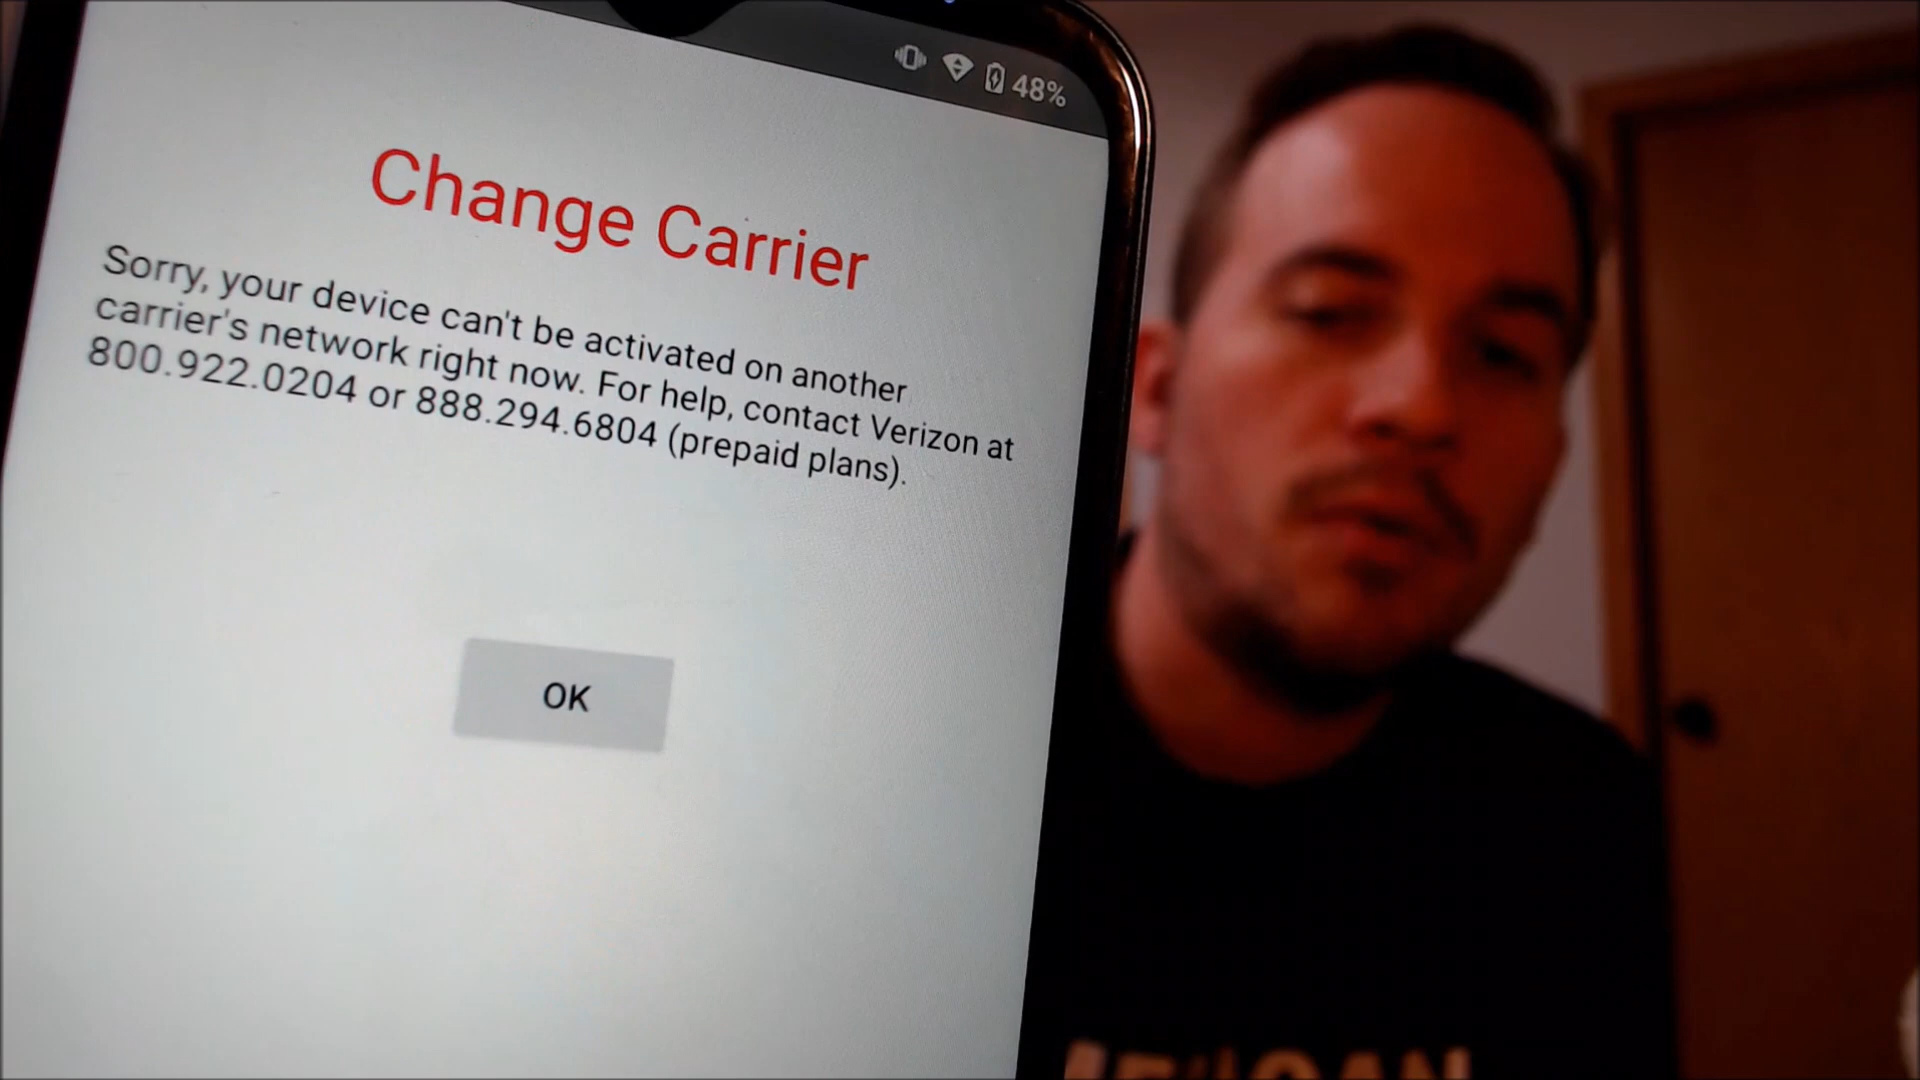 48%
Change Carrier
Sorry, your device can't be activated on another
carrier's network right now. For help, contact Verizon at
800.922.0204 or 888.294.6804 (prepaid plans).
OK